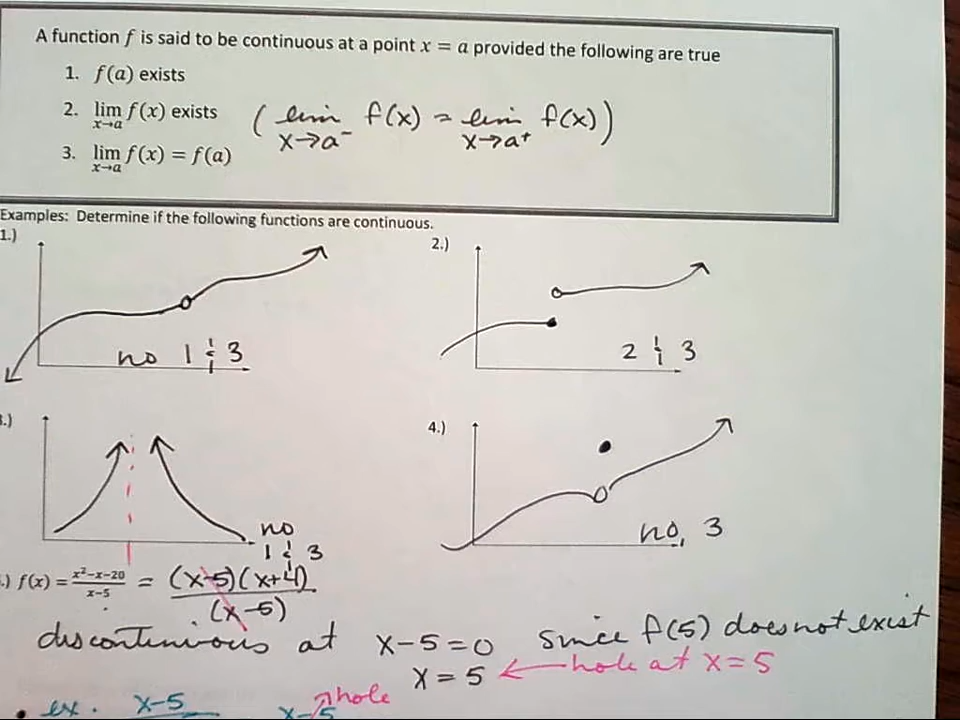 A function f is said to be continuous at a point x = a provided the following are true
1. f(a) exists
2. lim x→a f(x) exists ( lim x→a⁻ f(x) = lim x→a⁺ f(x) )
3. lim x→a f(x) = f(a)
Examples: Determine if the following functions are continuous.
1.)
no 1 & 3
2.)
2 & 3
.)
no
1 & 3
4.)
no, 3
.) f(x) = x²-x-20 / x-5 = (x-5)(x+4) / (x-5)
discontinuous at x-5=0 since f(5) does not exist
x = 5 ← hole at x = 5
• ex. x-5 hole
x-5